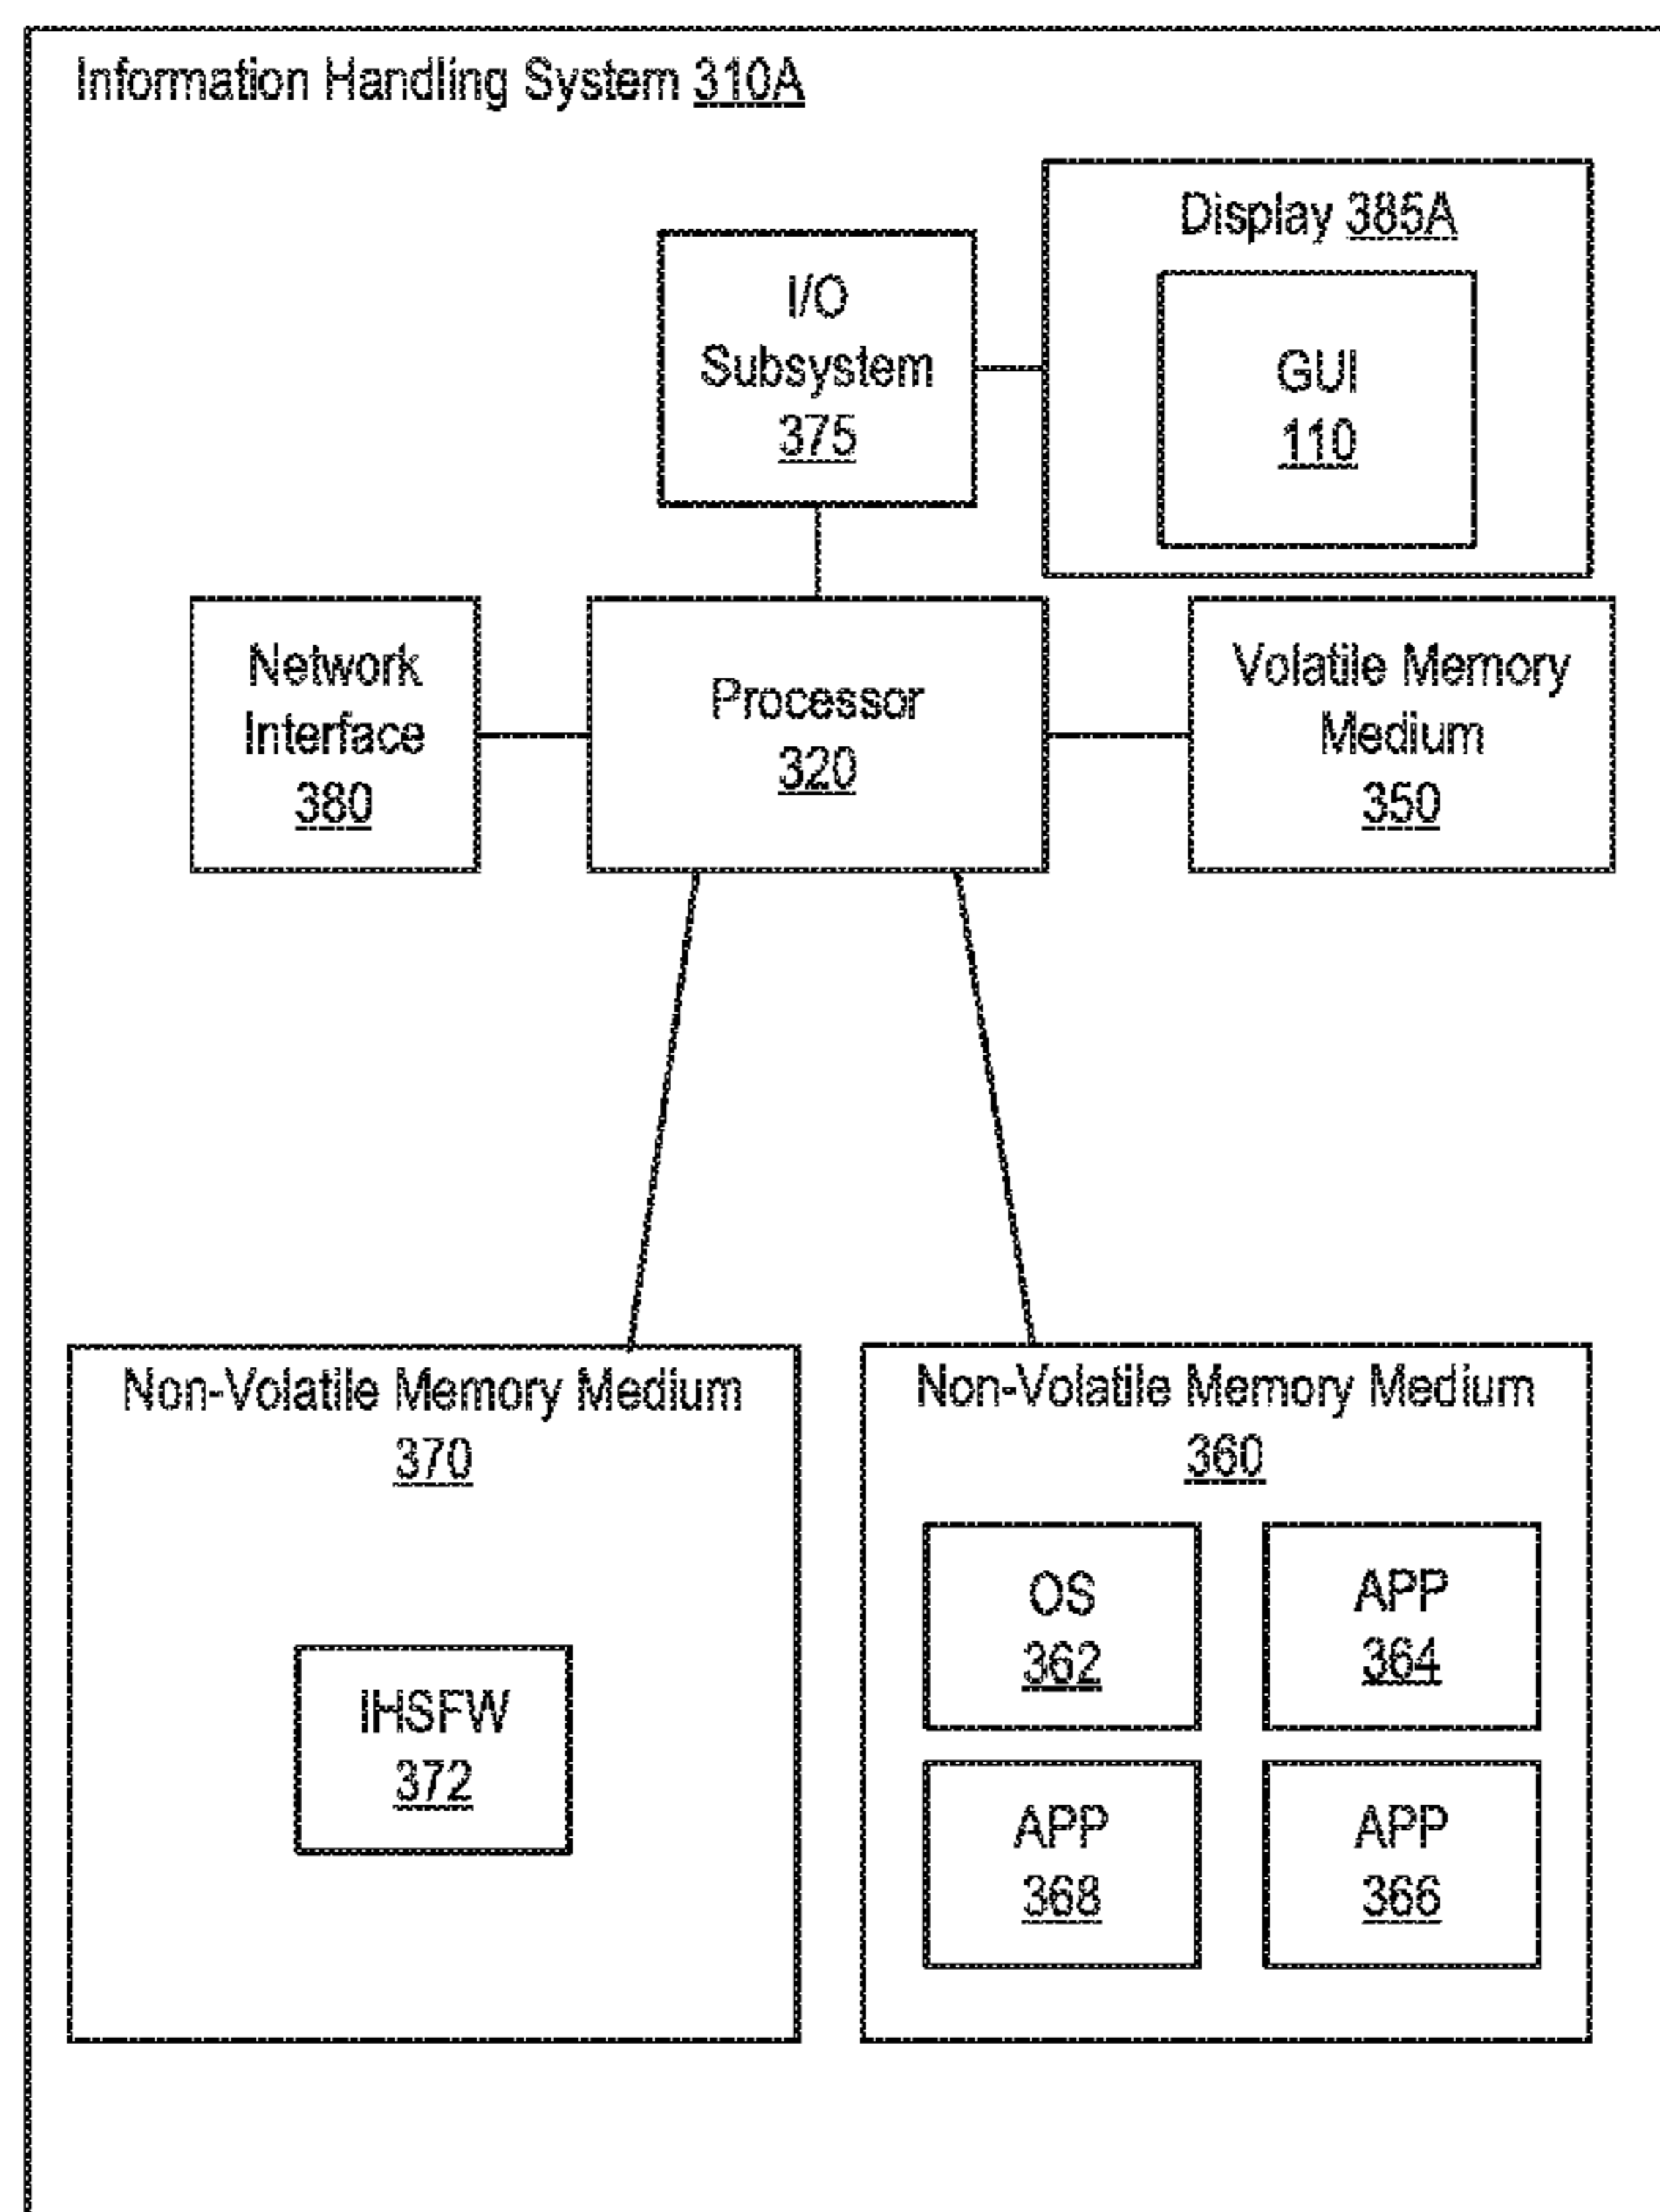 Information Handling System 310A
Display 385A
I/O
Subsystem
375
GUI
110
Network
Interface
380
Processor
320
Volatile Memory
Medium
350
Non-Volatile Memory Medium
370
IHSFW
372
Non-Volatile Memory Medium
360
OS
362
APP
364
APP
368
APP
366